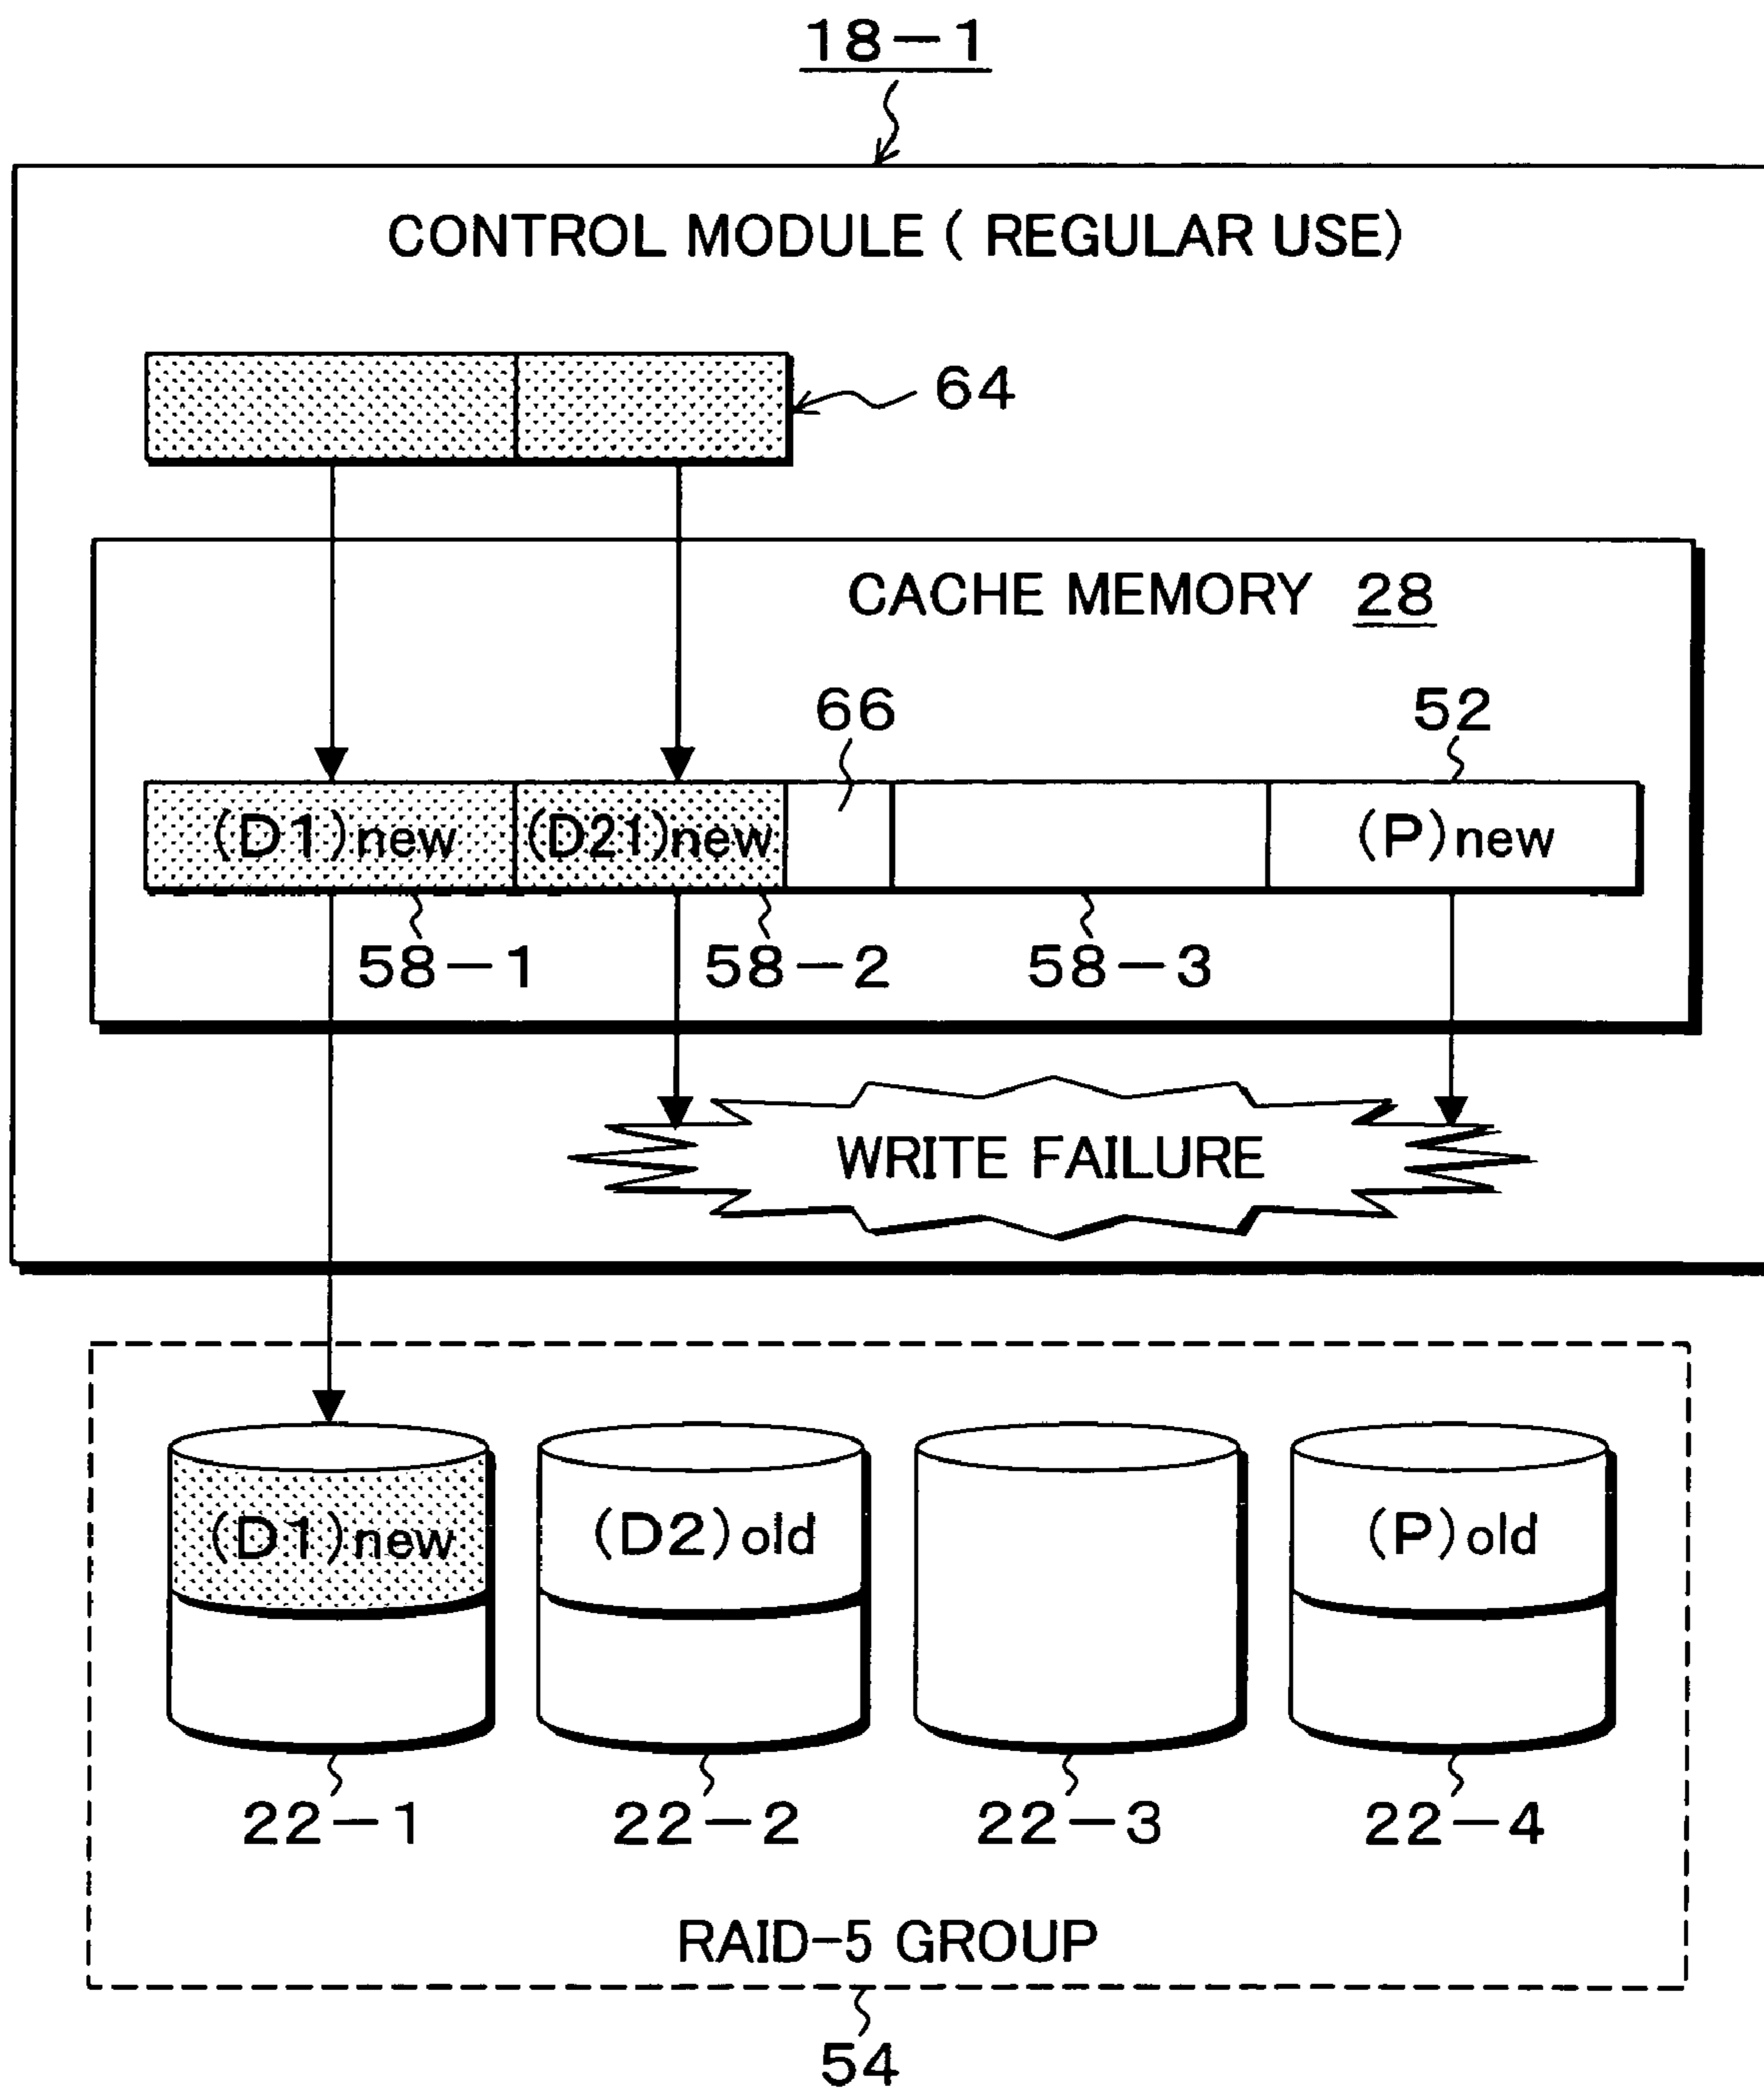 18-1
CONTROL MODULE ( REGULAR USE)
64
CACHE MEMORY 28
66 52
(D1)new (D21)new (P)new
58-1 58-2 58-3
WRITE FAILURE
(D1)new (D2)old (P)old
22-1 22-2 22-3 22-4
RAID-5 GROUP
54